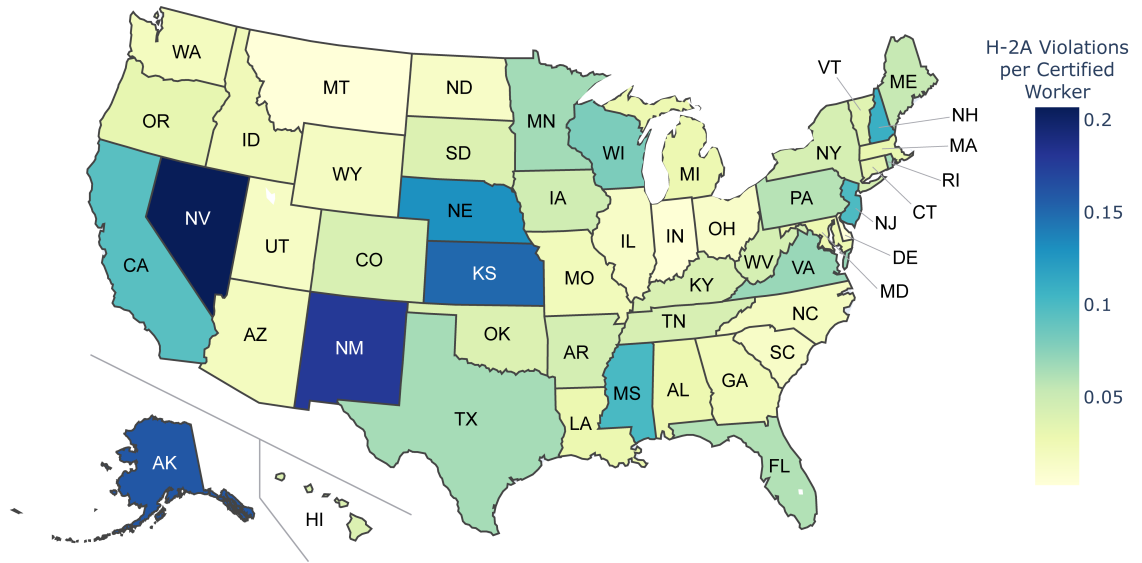 H-2A Violations
per Certified
Worker
0.2
0.15
0.1
0.05
WA
MT
ND
MN
VT
ME
NH
OR
ID
SD
WI
MI
NY
MA
WY
IA
PA
RI
NV
NE
CT
UT
IL
IN
OH
NJ
CA
CO
KS
MO
KY
WV
VA
DE
MD
AZ
NM
OK
AR
TN
NC
SC
MS
AL
GA
TX
LA
AK
FL
HI